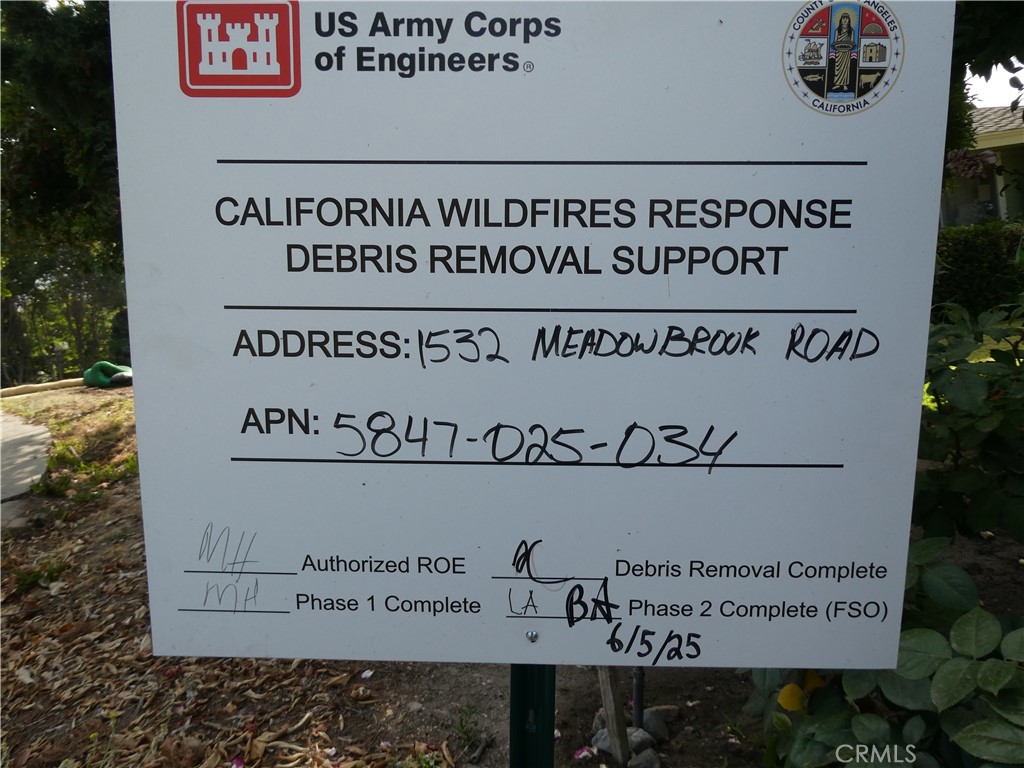 US Army Corps
of Engineers®
COUNTY OF LOS ANGELES
CALIFORNIA
CALIFORNIA WILDFIRES RESPONSE
DEBRIS REMOVAL SUPPORT
ADDRESS: 1532 MEADOWBROOK ROAD
APN: 5847-025-034
MH Authorized ROE
Debris Removal Complete
MH Phase 1 Complete
LA BA Phase 2 Complete (FSO)
6/5/25
CRMLS